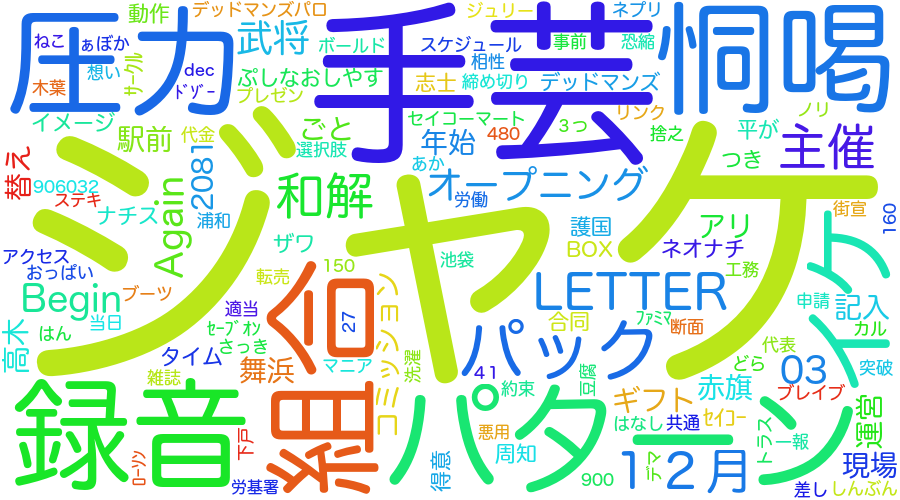 デッドマンズパロ
ジュリー
ネプリ
動作
ねこ
ぁぼか
圧力
武将
ボールド
手芸
スケジュール
事前
恐縮
恫喝
想い
サークル
dec
ドゾー
木葉
ぷしなおしやす
相性
志士
締め切り
デッドマンズ
プレゼン
イメージ
駅前
代金
ごと
選択肢
セイコーマート
年始
480
3つ
リンク
捨之
ノリ
平が
主催
替え
906032
ステキ
ナチス
Again
2081
浦和
和解
あか
労働
オープニング
つき
ジャケ
アリ
街宣
160
アクセス
おっぱい
ザワ
池袋
護国
BOX
ネオナチ
工務
Begin
ブーツ
転売
150
LETTER
イケ
申請
記入
高木
はん
当日
適当
27
組合
コミッション
セーブオン
さっき
合同
ファミマ
断面
カル
タイム
舞浜
マニア
洗濯
パック
代表
どら
突破
雑誌
41
約束
豆腐
03
赤旗
ギフト
ブレイブ
録音
パターン
はなし
共通
セイコー
運営
下戸
ローソン
悪用
周知
トラスト
一報
労基署
得意
900
デマ
12月
現場
差し
しんぶん